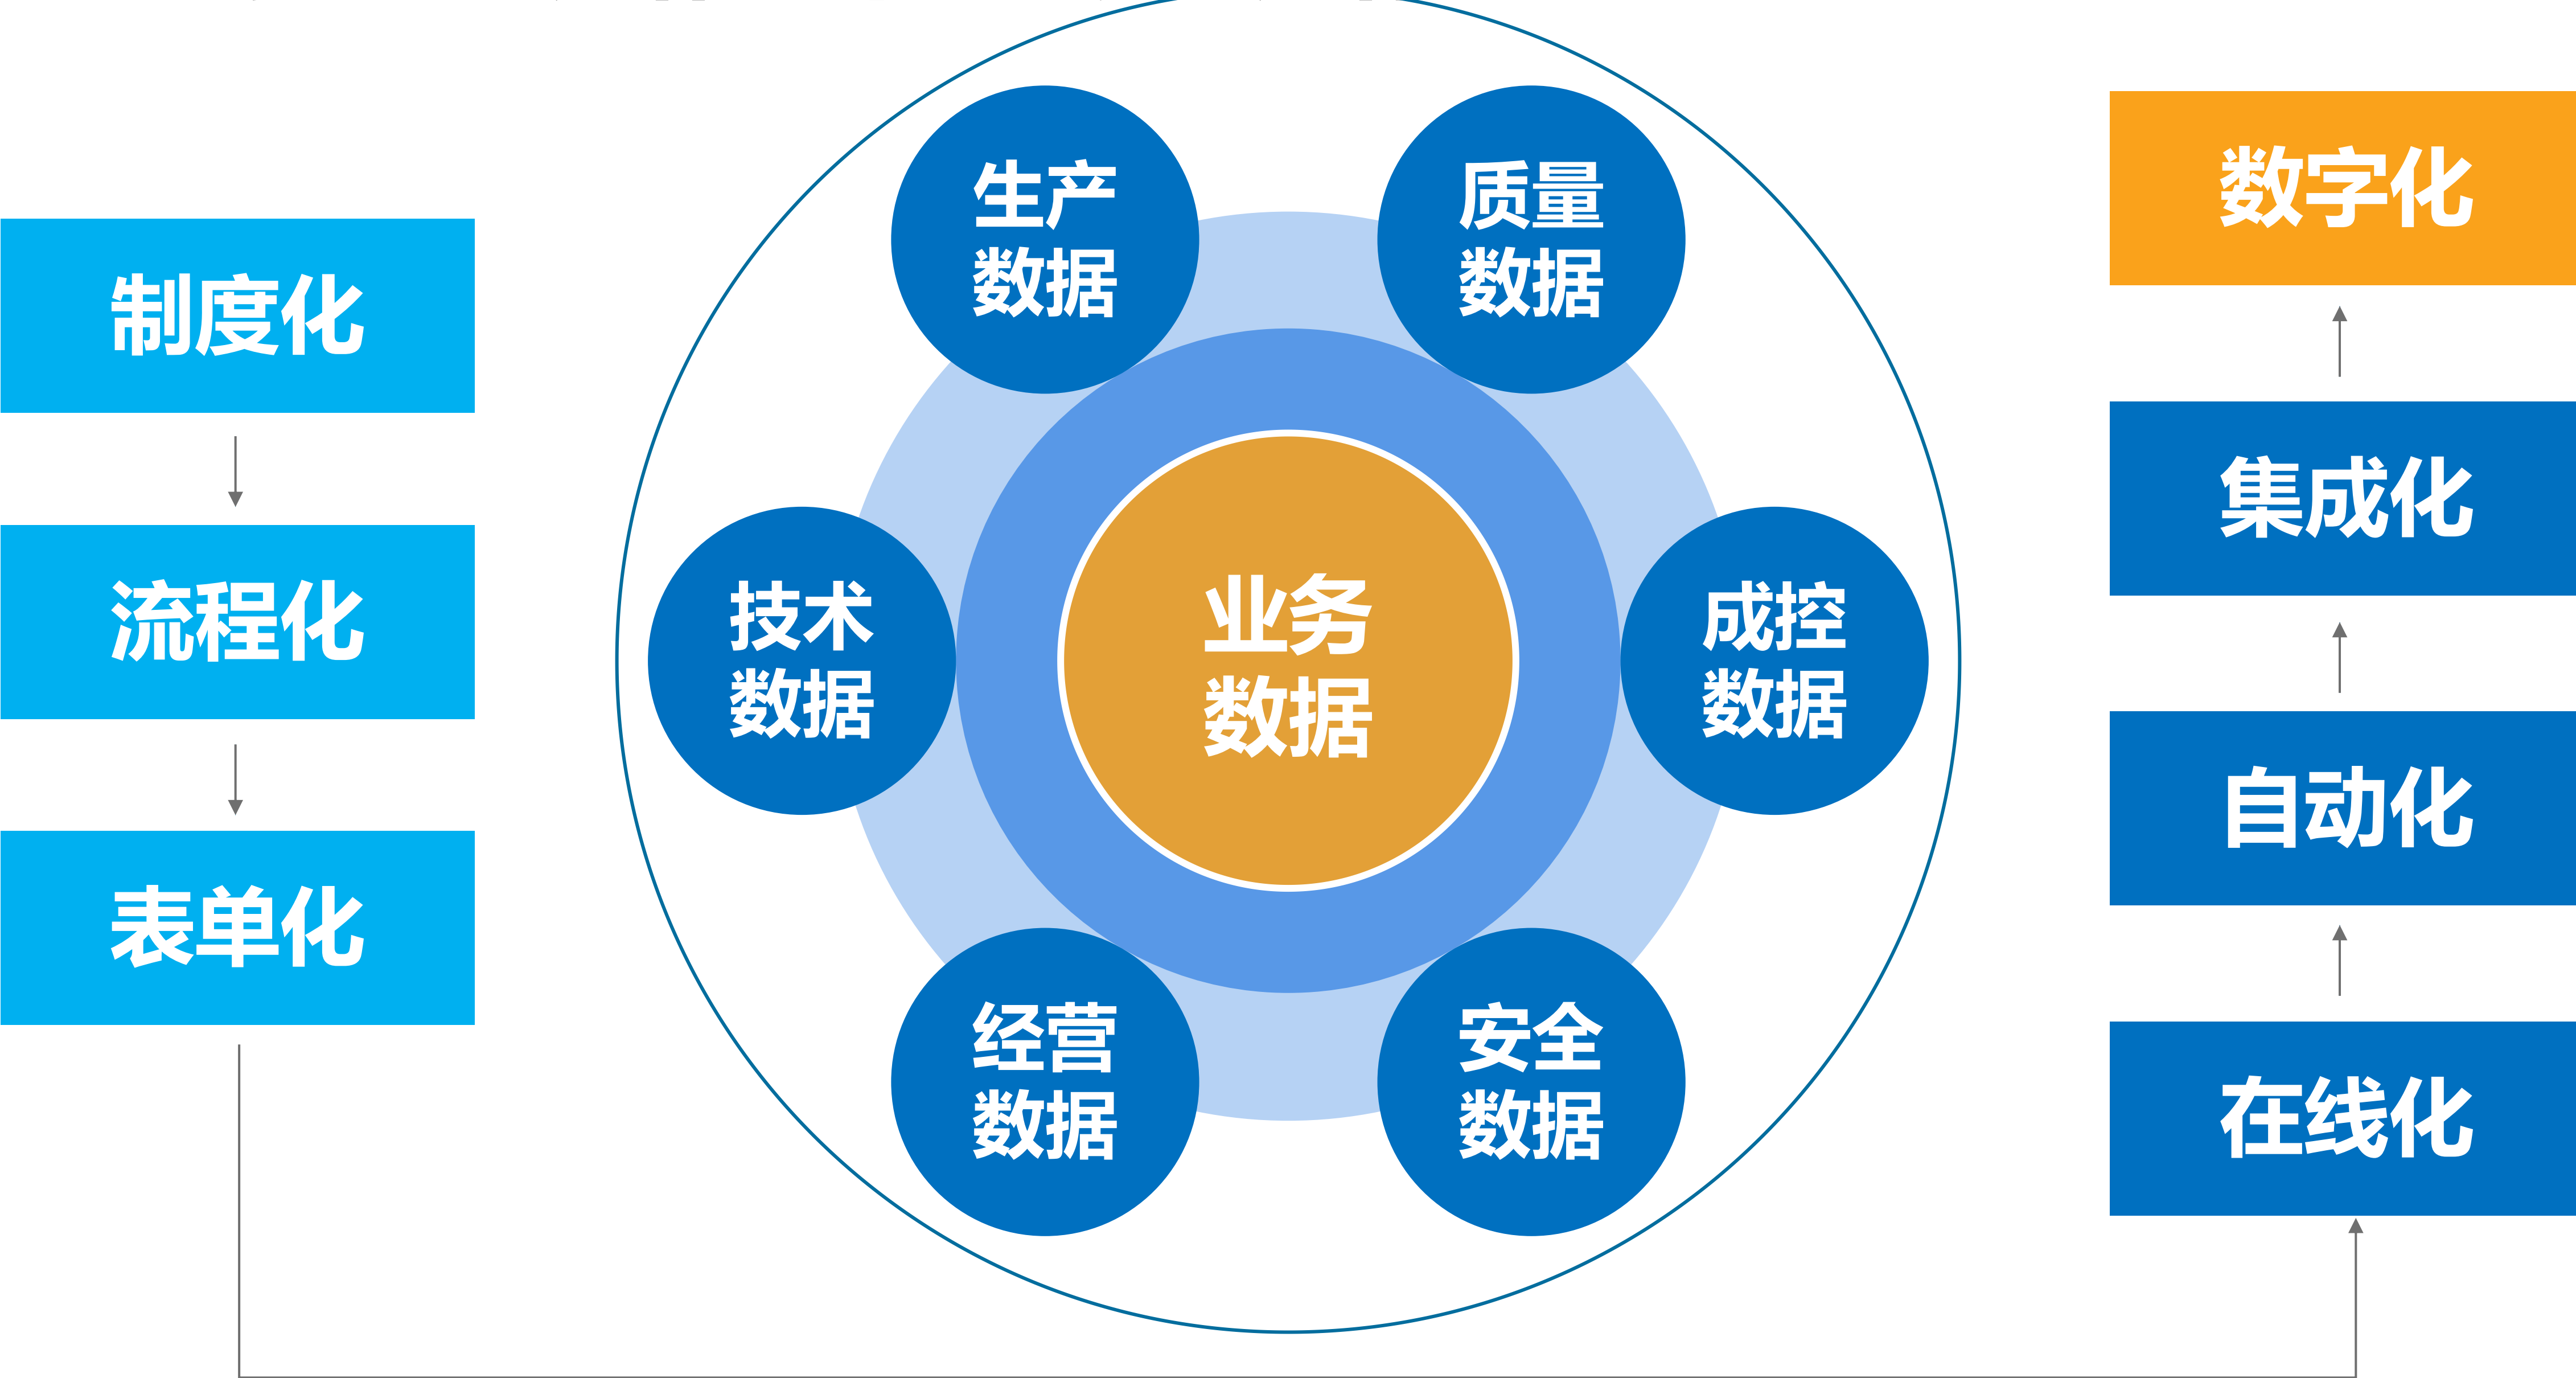 制度化
流程化
表单化
生产
数据
质量
数据
技术
数据
业务
数据
成控
数据
经营
数据
安全
数据
数字化
集成化
自动化
在线化